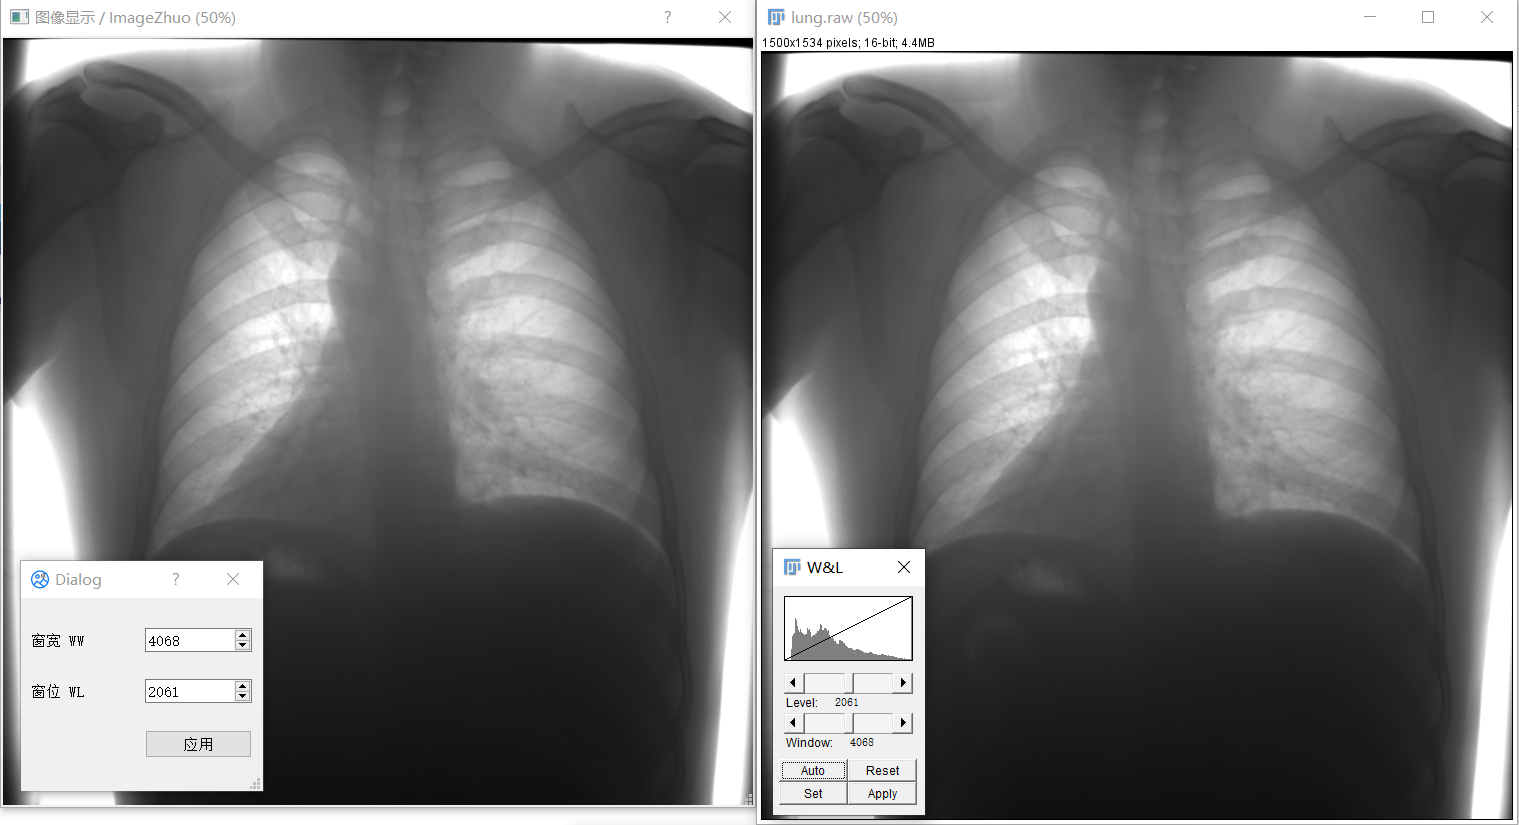 图像显示 / ImageZhuo (50%)
?
Dialog
?
窗宽 WW
4068
窗位 WL
2061
应用
lung.raw (50%)
1500x1534 pixels; 16-bit; 4.4MB
W&L
Level: 2061
Window: 4068
Auto Reset
Set Apply